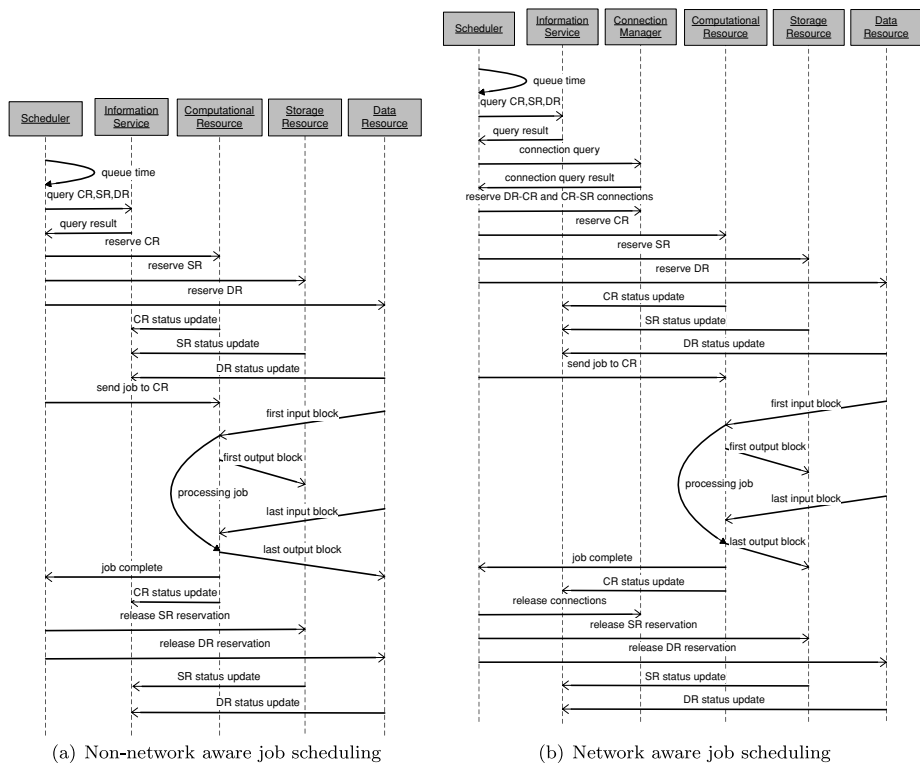 Scheduler
Information
Service
Computational
Resource
Storage
Resource
Data
Resource
queue time
query CR,SR,DR
query result
reserve CR
reserve SR
reserve DR
CR status update
SR status update
DR status update
send job to CR
first input block
first output block
processing job
last input block
last output block
job complete
CR status update
release SR reservation
release DR reservation
SR status update
DR status update
(a) Non-network aware job scheduling
Scheduler
Information
Service
Connection
Manager
Computational
Resource
Storage
Resource
Data
Resource
queue time
query CR,SR,DR
query result
connection query
connection query result
reserve DR-CR and CR-SR connections
reserve CR
reserve SR
reserve DR
CR status update
SR status update
DR status update
send job to CR
first input block
first output block
processing job
last input block
last output block
job complete
CR status update
release connections
release SR reservation
release DR reservation
SR status update
DR status update
(b) Network aware job scheduling